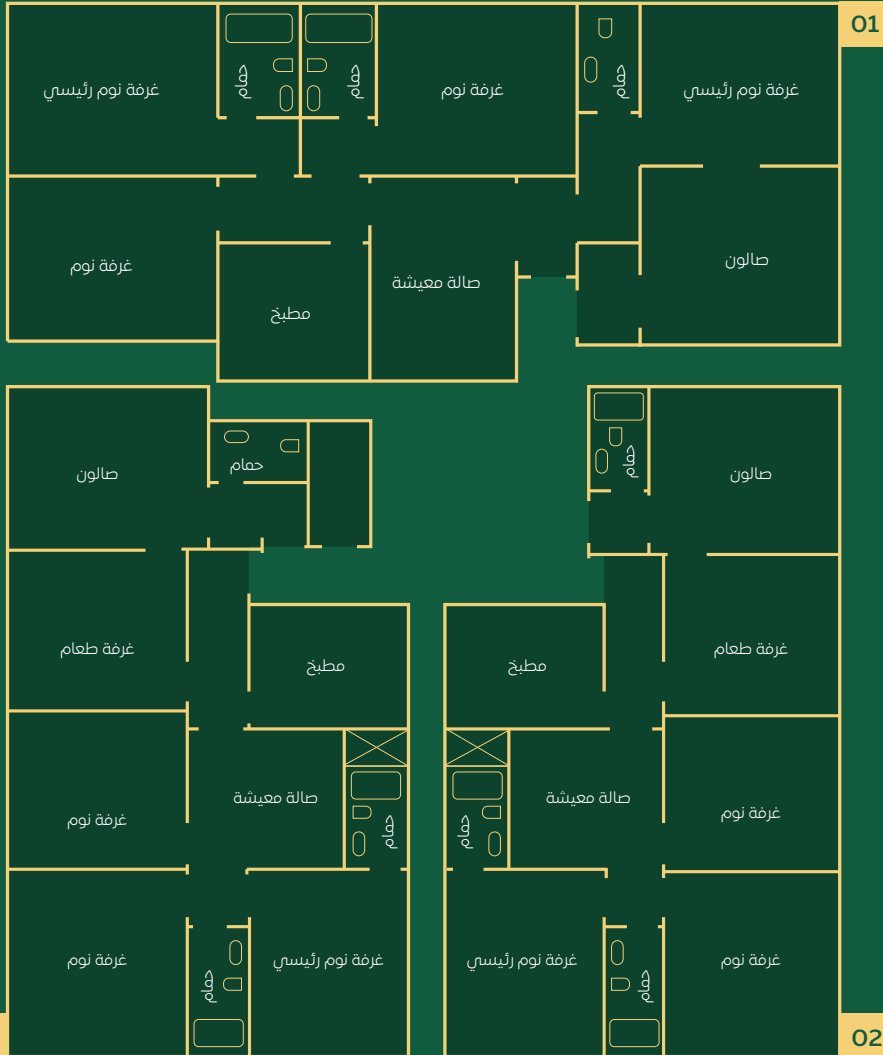 01
غرفة نوم رئيسي
حمام
غرفة نوم
حمام
حمام
غرفة نوم رئيسي
صالون
صالة معيشة
غرفة نوم
مطبخ
صالون
حمام
حمام
صالون
غرفة طعام
غرفة طعام
مطبخ
مطبخ
غرفة نوم
صالة معيشة
صالة معيشة
غرفة نوم
حمام
حمام
غرفة نوم
غرفة نوم رئيسي
غرفة نوم رئيسي
غرفة نوم
حمام
حمام
02